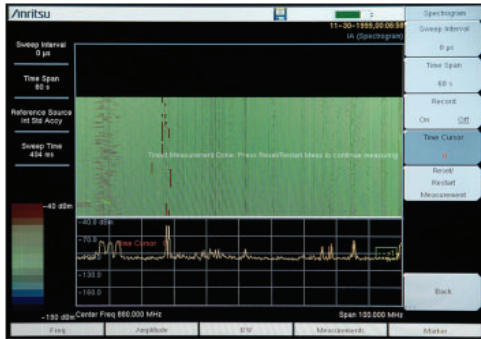 Anritsu
11-30-1999,00:06:58
IA (Spectrogram)
Sweep Interval
0 µs
Time Span
60 s
Reference Source
Int Std Accy
Sweep Time
404 ms
-40 dBm
-190 dBm
Timed Measurement Done: Press Reset/Restart Meas to continue measuring
-40.0 dBm
-70.0
Time Cursor
-130.0
-160.0
Center Freq 860.000 MHz
Span 100.000 MHz
Spectrogram
Sweep Interval
0 µs
Time Span
60 s
Record
On Off
Time Cursor
0
Reset/
Restart
Measurement
Back
Freq
Amplitude
BW
Measurements
Marker